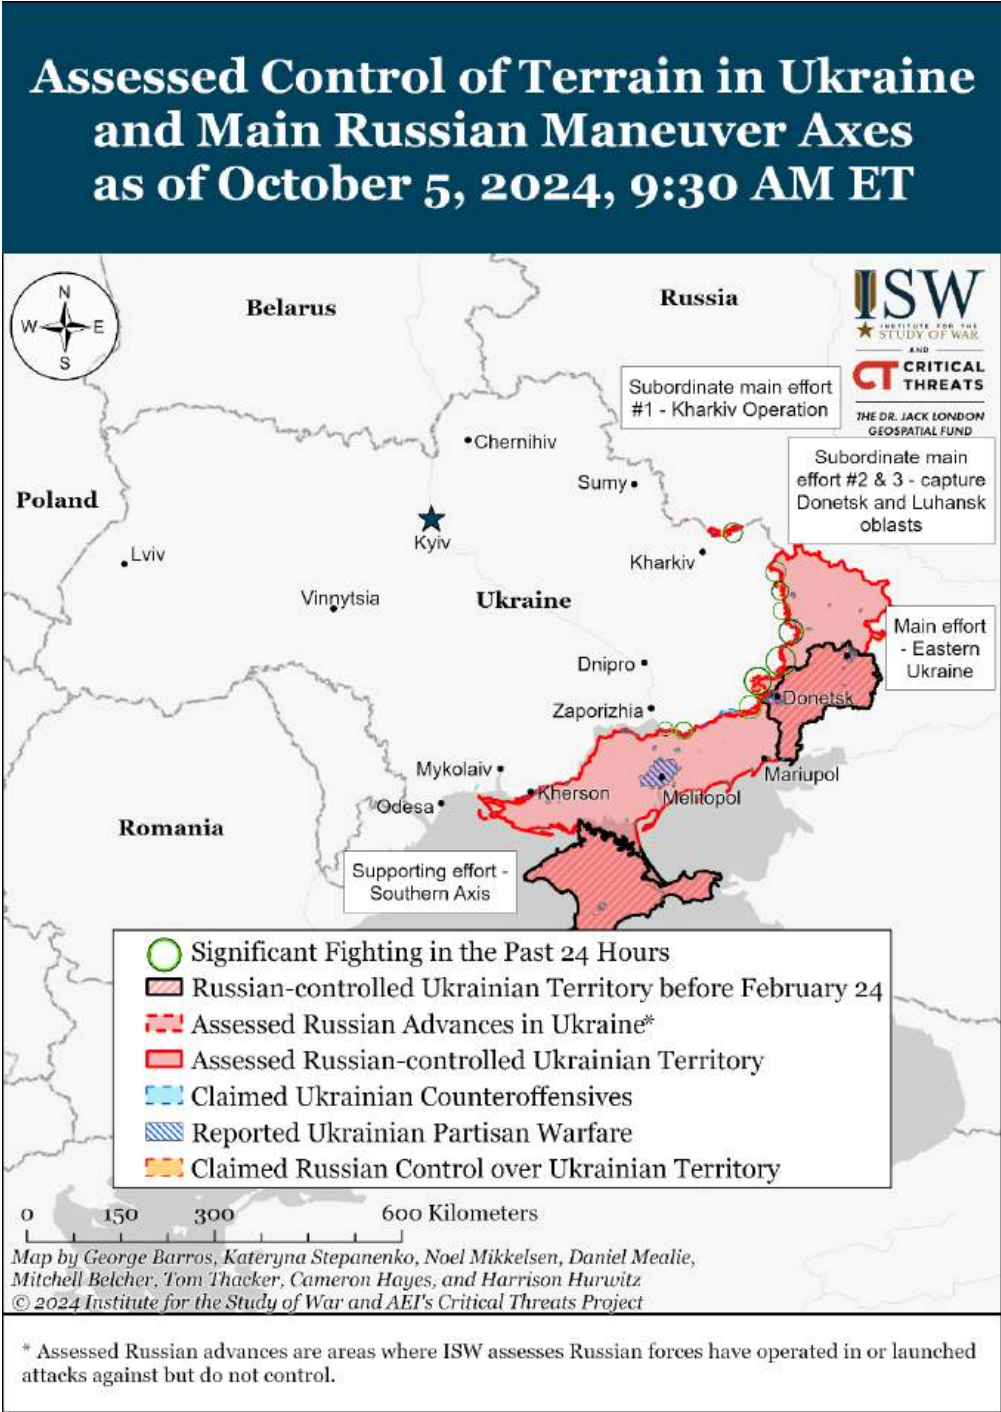 Assessed Control of Terrain in Ukraine
and Main Russian Maneuver Axes
as of October 5, 2024, 9:30 AM ET
N
W E
S
Belarus
Russia
ISW
INSTITUTE FOR THE
STUDY OF WAR
AND
CT CRITICAL
THREATS
THE DR. JACK LONDON
GEOSPATIAL FUND
Subordinate main effort
#1 - Kharkiv Operation
Subordinate main
effort #2 & 3 - capture
Donetsk and Luhansk
oblasts
Chernihiv
Sumy
Poland
Kyiv
Lviv
Kharkiv
Vinnytsia
Ukraine
Main effort
- Eastern
Ukraine
Dnipro
Donetsk
Zaporizhia
Mykolaiv
Mariupol
Kherson
Melitopol
Odesa
Romania
Supporting effort -
Southern Axis
Significant Fighting in the Past 24 Hours
Russian-controlled Ukrainian Territory before February 24
Assessed Russian Advances in Ukraine*
Assessed Russian-controlled Ukrainian Territory
Claimed Ukrainian Counteroffensives
Reported Ukrainian Partisan Warfare
Claimed Russian Control over Ukrainian Territory
0 150 300 600 Kilometers
Map by George Barros, Kateryna Stepanenko, Noel Mikkelsen, Daniel Mealie,
Mitchell Belcher, Tom Thacker, Cameron Hayes, and Harrison Hurwitz
© 2024 Institute for the Study of War and AEI's Critical Threats Project
* Assessed Russian advances are areas where ISW assesses Russian forces have operated in or launched
attacks against but do not control.